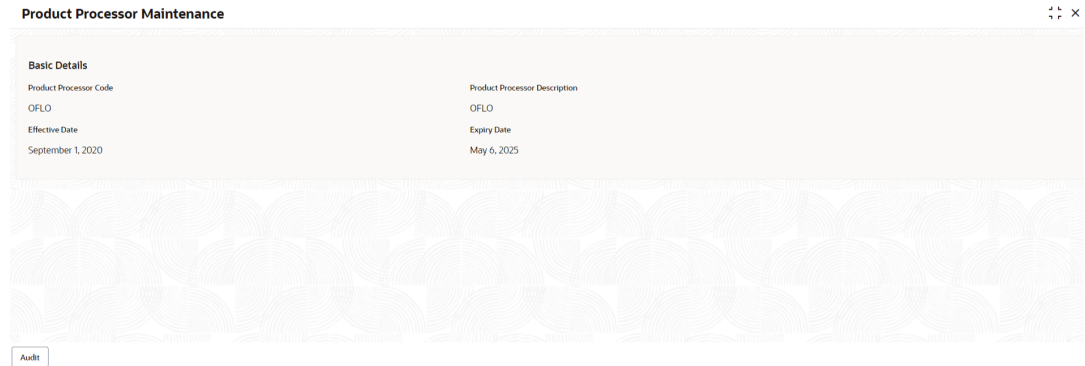 Product Processor Maintenance
Basic Details
Product Processor Code
Product Processor Description
OFLO
OFLO
Effective Date
Expiry Date
September 1, 2020
May 6, 2025
Audit